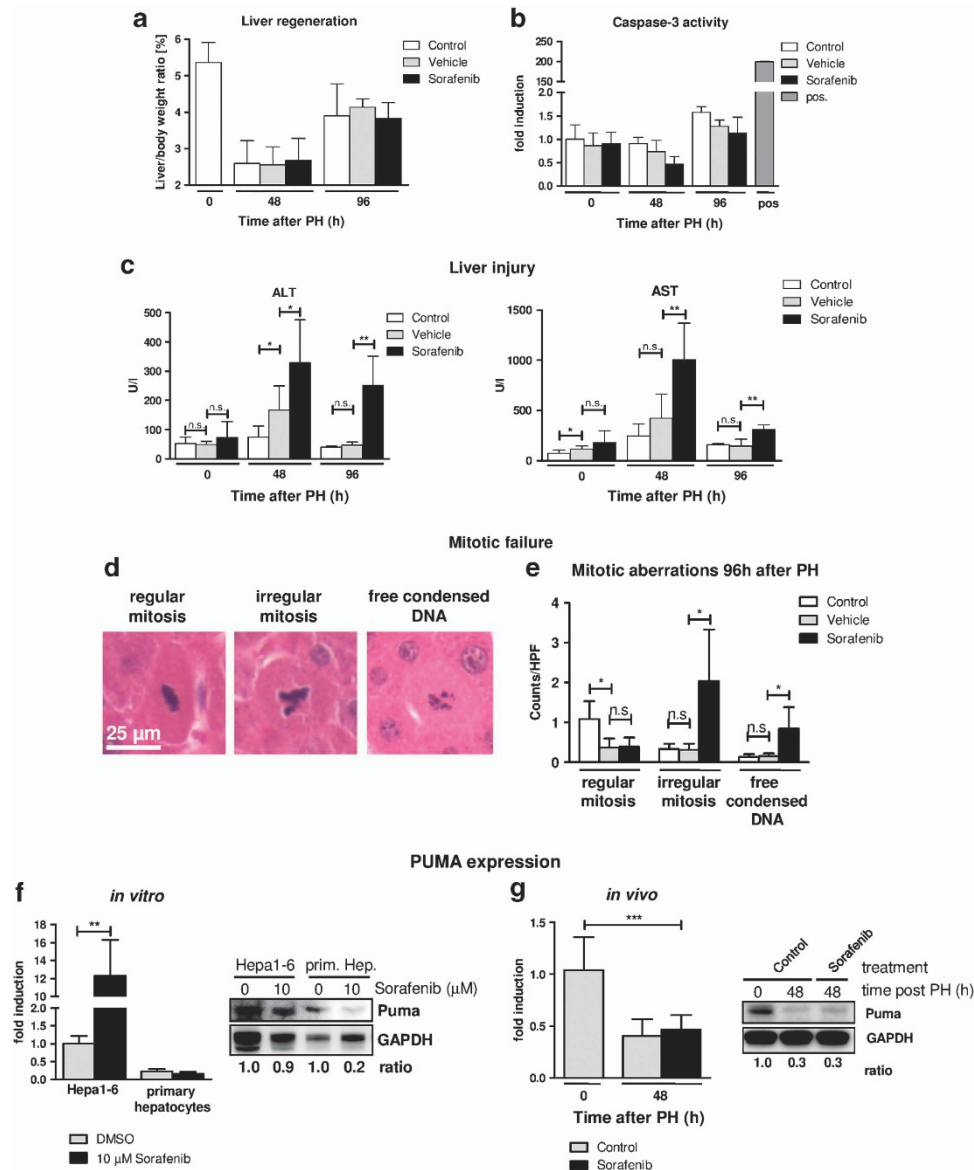 a
Liver regeneration
Liver/body weight ratio [%]
6
5
4
3
2
0
48
96
Time after PH (h)
Control
Vehicle
Sorafenib
b
Caspase-3 activity
fold induction
250
200
150
100
50
2.0
1.5
1.0
0.5
0.0
0
48
96
pos
Time after PH (h)
Control
Vehicle
Sorafenib
pos.
c
Liver injury
ALT
U/l
500
400
300
200
100
0
n.s.
n.s.
*
*
n.s.
**
0
48
96
Time after PH (h)
Control
Vehicle
Sorafenib
AST
U/l
1500
1000
500
0
*
n.s.
n.s.
**
n.s.
**
0
48
96
Time after PH (h)
Control
Vehicle
Sorafenib
Mitotic failure
d
regular mitosis
irregular mitosis
free condensed DNA
25 µm
e
Mitotic aberrations 96h after PH
Counts/HPF
4
3
2
1
0
*
n.s
n.s
*
n.s
*
regular mitosis
irregular mitosis
free condensed DNA
Control
Vehicle
Sorafenib
PUMA expression
f
in vitro
fold induction
18
16
14
12
10
2.0
1.5
1.0
0.5
0.0
**
Hepa1-6
primary hepatocytes
DMSO
10 µM Sorafenib
Hepa1-6 prim. Hep.
0 10 0 10 Sorafenib (µM)
Puma
GAPDH
1.0 0.9 1.0 0.2 ratio
g
in vivo
fold induction
1.5
1.0
0.5
0.0
***
0
48
Time after PH (h)
Control
Sorafenib
Control Sorafenib treatment
0 48 48 time post PH (h)
Puma
GAPDH
1.0 0.3 0.3 ratio